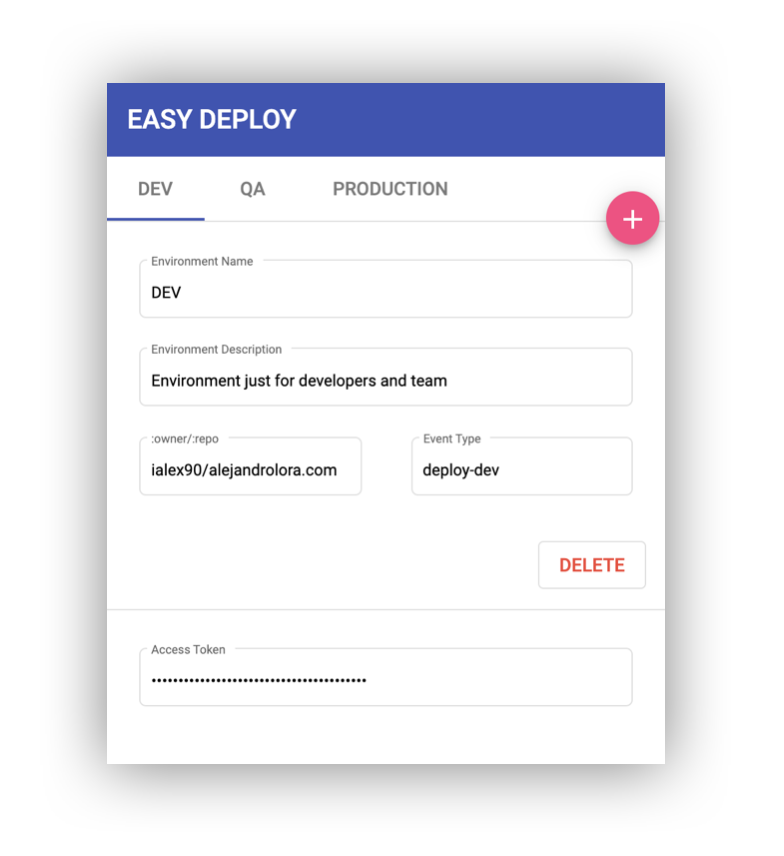 EASY DEPLOY
DEV QA PRODUCTION
+
Environment Name
DEV
Environment Description
Environment just for developers and team
:owner/:repo Event Type
ialex90/alejandrolora.com deploy-dev
DELETE
Access Token
••••••••••••••••••••••••••••••••••••••••